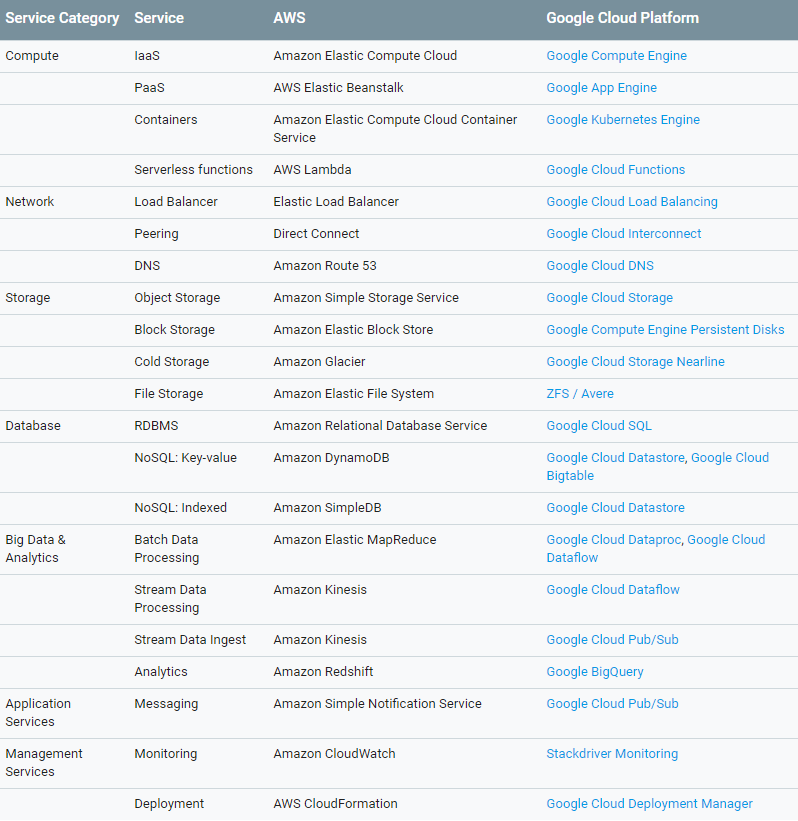 Service Category Service AWS Google Cloud Platform
Compute IaaS Amazon Elastic Compute Cloud Google Compute Engine
PaaS AWS Elastic Beanstalk Google App Engine
Containers Amazon Elastic Compute Cloud Container Google Kubernetes Engine
Service
Serverless functions AWS Lambda Google Cloud Functions
Network Load Balancer Elastic Load Balancer Google Cloud Load Balancing
Peering Direct Connect Google Cloud Interconnect
DNS Amazon Route 53 Google Cloud DNS
Storage Object Storage Amazon Simple Storage Service Google Cloud Storage
Block Storage Amazon Elastic Block Store Google Compute Engine Persistent Disks
Cold Storage Amazon Glacier Google Cloud Storage Nearline
File Storage Amazon Elastic File System ZFS / Avere
Database RDBMS Amazon Relational Database Service Google Cloud SQL
NoSQL: Key-value Amazon DynamoDB Google Cloud Datastore, Google Cloud
Bigtable
NoSQL: Indexed Amazon SimpleDB Google Cloud Datastore
Big Data & Batch Data Amazon Elastic MapReduce Google Cloud Dataproc, Google Cloud
Analytics Processing Dataflow
Stream Data Amazon Kinesis Google Cloud Dataflow
Processing
Stream Data Ingest Amazon Kinesis Google Cloud Pub/Sub
Analytics Amazon Redshift Google BigQuery
Application Messaging Amazon Simple Notification Service Google Cloud Pub/Sub
Services
Management Monitoring Amazon CloudWatch Stackdriver Monitoring
Services
Deployment AWS CloudFormation Google Cloud Deployment Manager